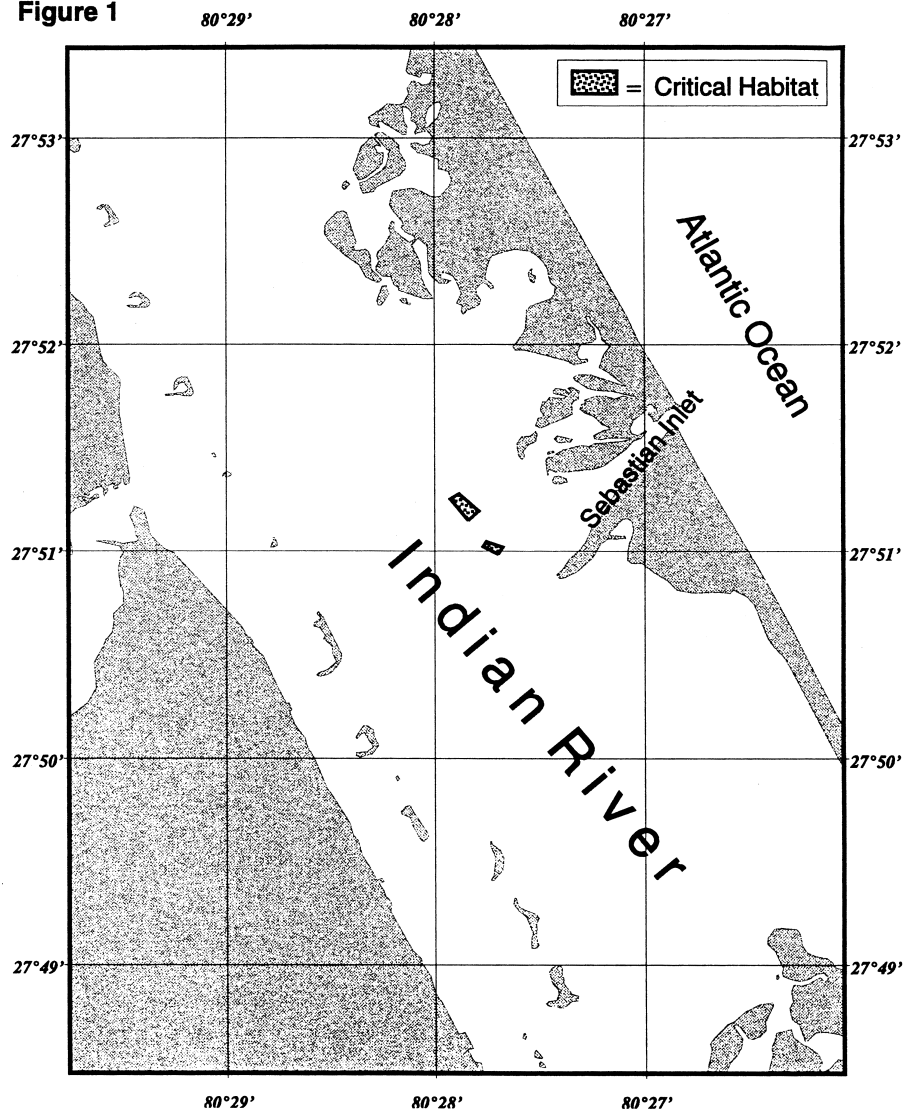 Figure 1
80°29' 80°28' 80°27'
= Critical Habitat
27°53' 27°53'
Atlantic Ocean
27°52' 27°52'
Sebastian Inlet
27°51' 27°51'
Indian River
27°50' 27°50'
27°49' 27°49'
80°29' 80°28' 80°27'